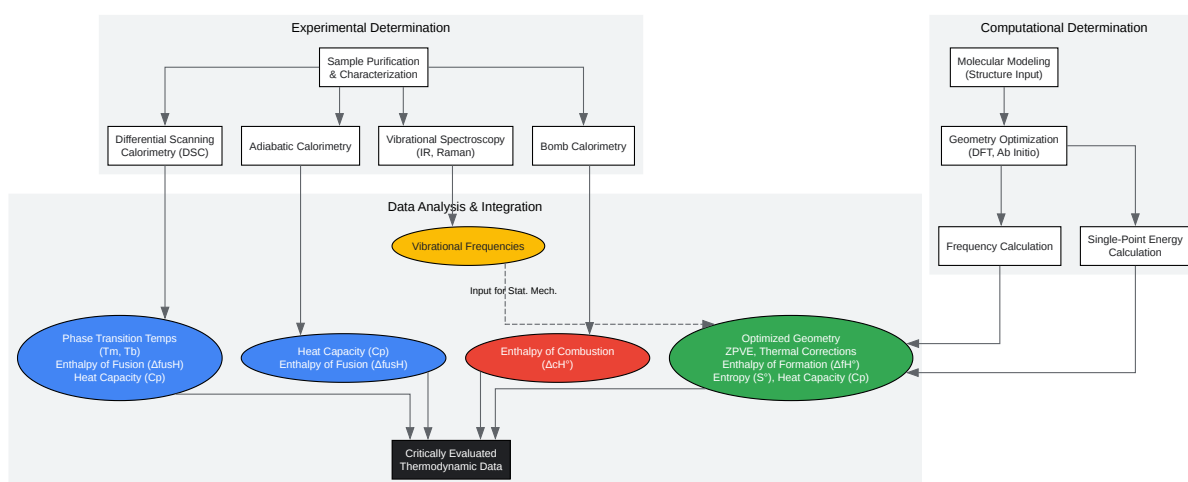 Experimental Determination
Computational Determination
Sample Purification
& Characterization
Molecular Modeling
(Structure Input)
Differential Scanning
Calorimetry (DSC)
Adiabatic Calorimetry
Vibrational Spectroscopy
(IR, Raman)
Bomb Calorimetry
Geometry Optimization
(DFT, Ab Initio)
Data Analysis & Integration
Vibrational Frequencies
Frequency Calculation
Single-Point Energy
Calculation
Input for Stat. Mech.
Phase Transition Temps
(Tm, Tb)
Enthalpy of Fusion (ΔfusH)
Heat Capacity (Cp)
Heat Capacity (Cp)
Enthalpy of Fusion (ΔfusH)
Enthalpy of Combustion
(ΔcH°)
Optimized Geometry
ZPVE, Thermal Corrections
Enthalpy of Formation (ΔfH°)
Entropy (S°), Heat Capacity (Cp)
Critically Evaluated
Thermodynamic Data